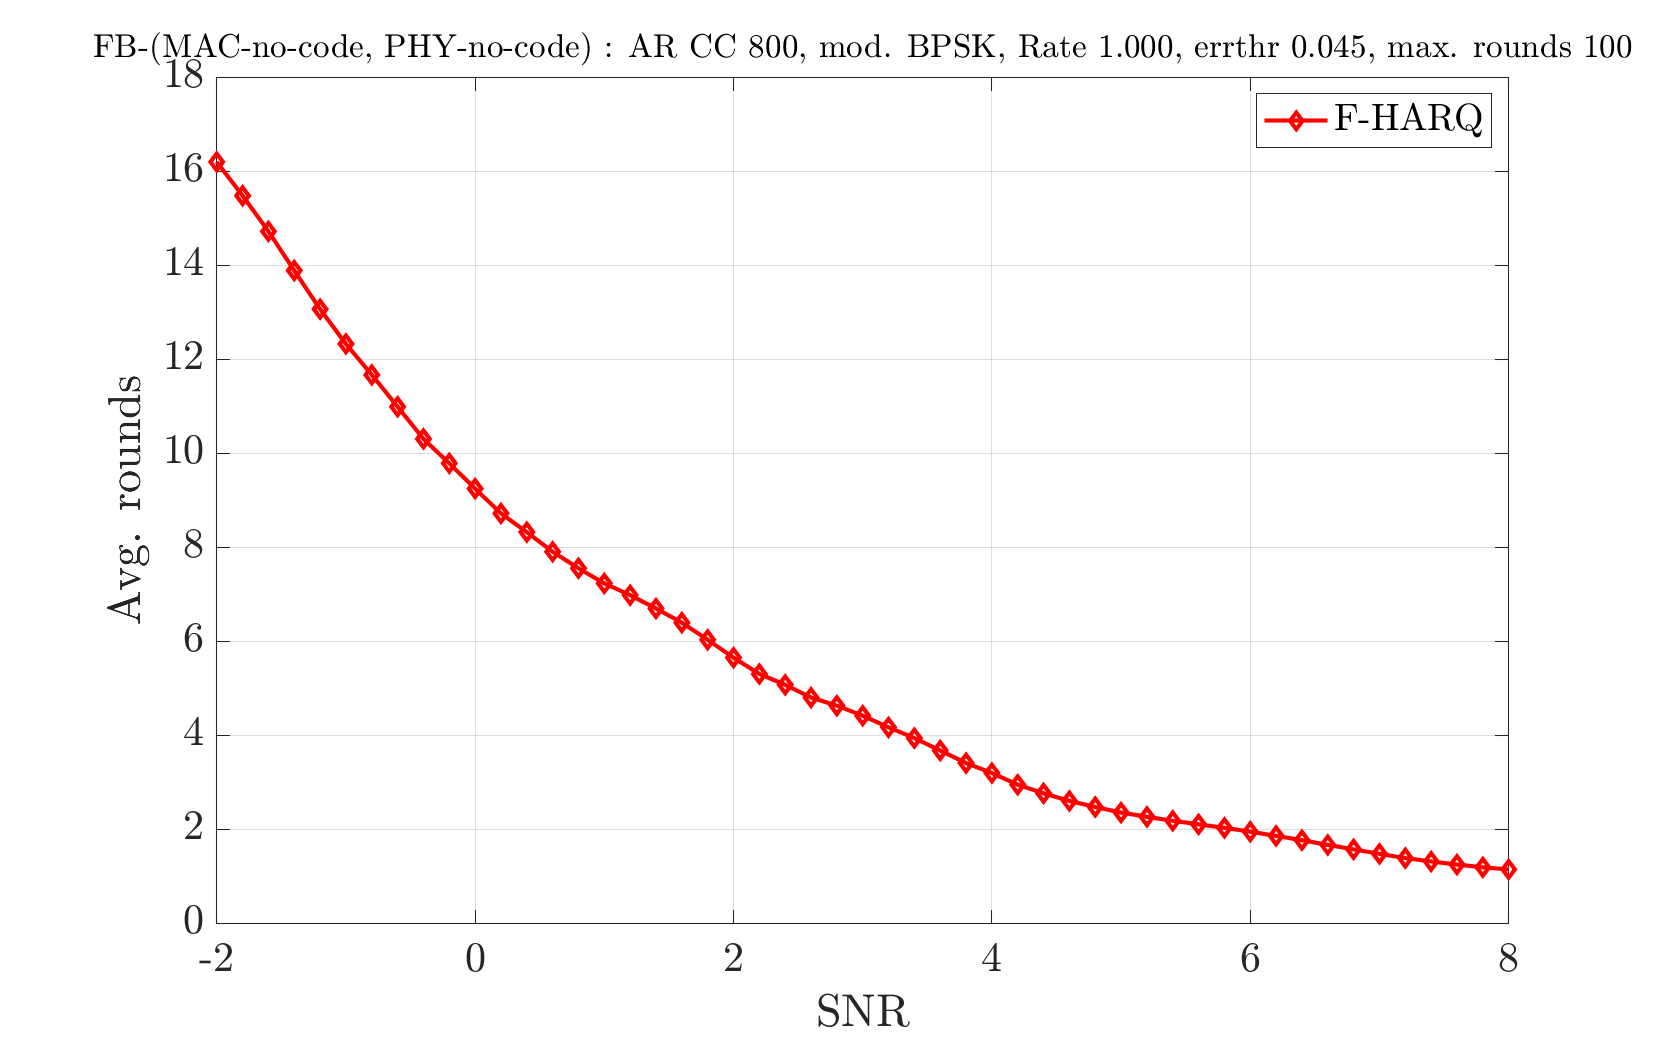 FB-(MAC-no-code, PHY-no-code) : AR CC 800, mod. BPSK, Rate 1.000, errthr 0.045, max. rounds 100
18
F-HARQ
16
14
12
10
8
6
4
2
0
Avg. rounds
-2 0 2 4 6 8
SNR